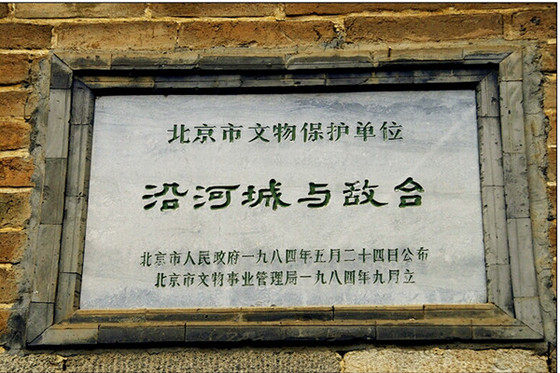 北京市文物保护单位
沿河城与敌台
北京市人民政府一九八四年五月二十四日公布
北京市文物事业管理局一九八四年九月立